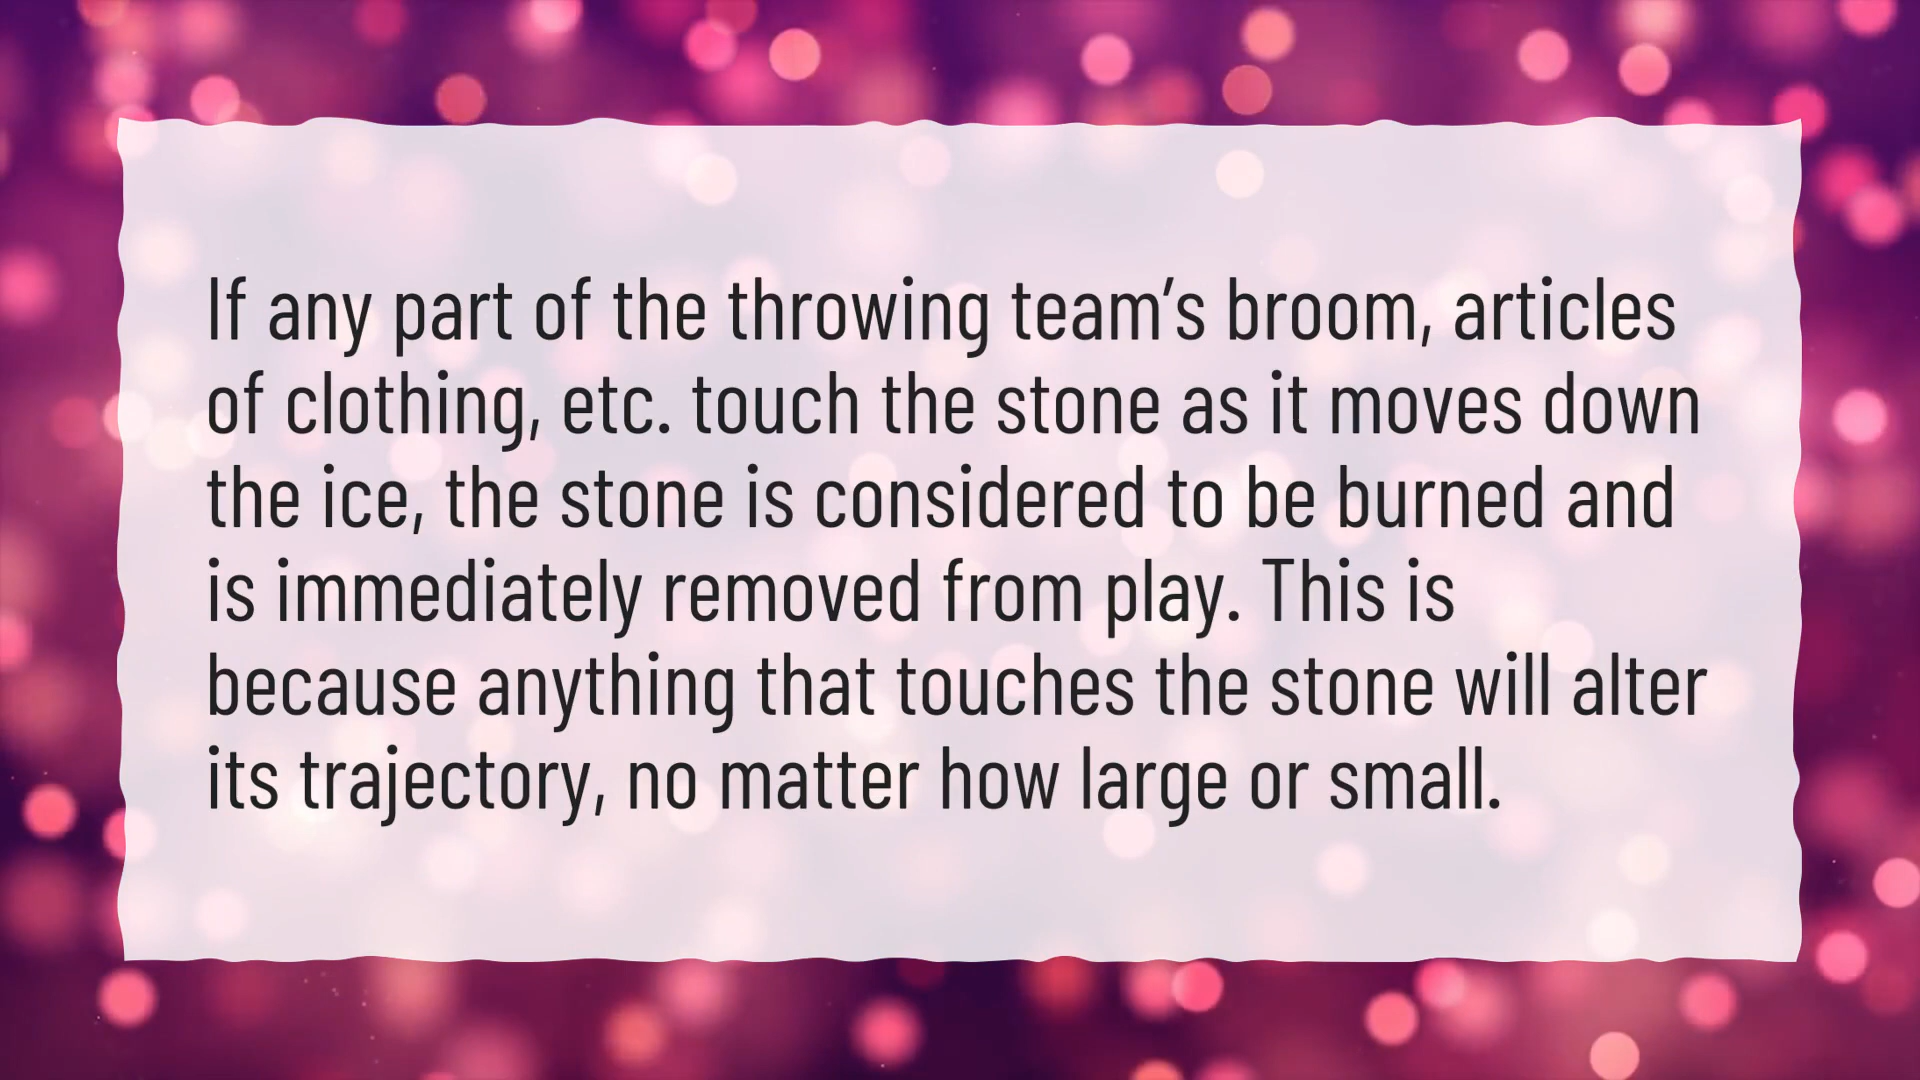 If any part of the throwing team’s broom, articles
of clothing, etc. touch the stone as it moves down
the ice, the stone is considered to be burned and
is immediately removed from play. This is
because anything that touches the stone will alter
its trajectory, no matter how large or small.